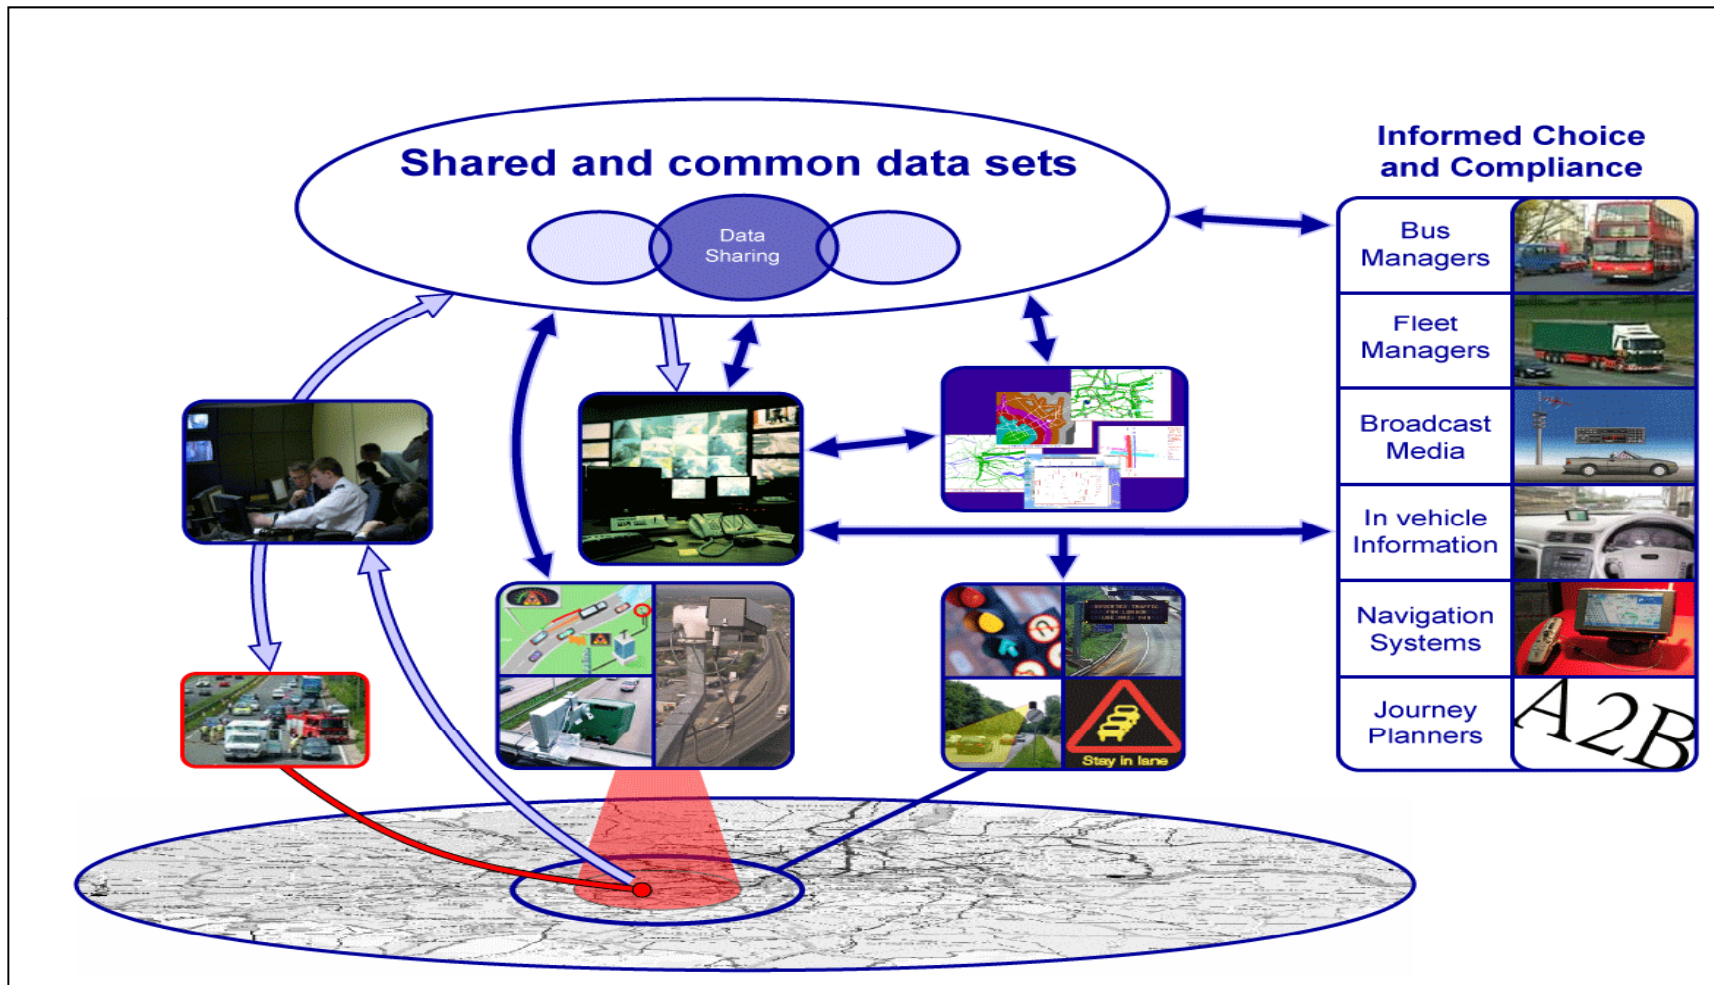 Shared and common data sets
Data
Sharing
Informed Choice
and Compliance
Bus
Managers
Fleet
Managers
Broadcast
Media
In vehicle
Information
Navigation
Systems
Journey
Planners
A2B
Stay in lane